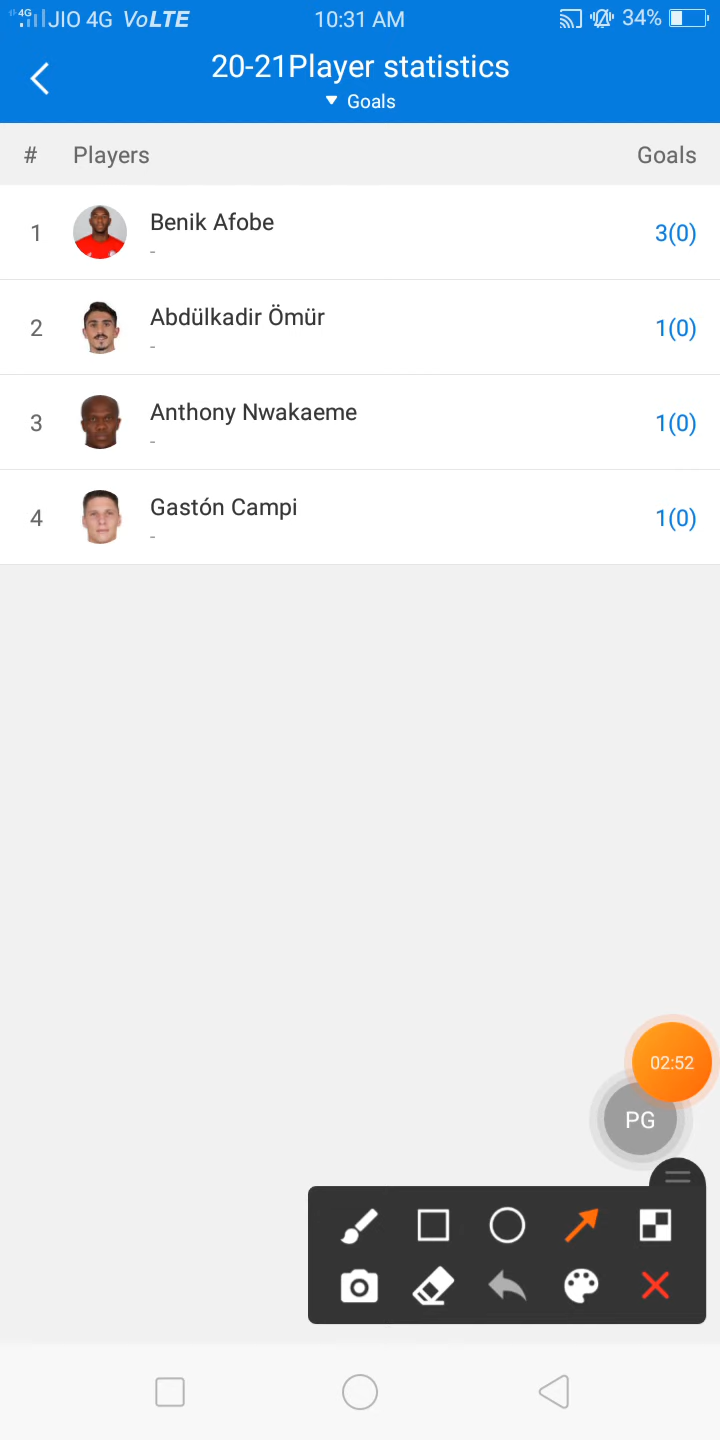 4G JIO 4G VoLTE 10:31 AM 34%
20-21Player statistics
Goals
# Players Goals
1 Benik Afobe 3(0)
-
2 Abdülkadir Ömür 1(0)
-
3 Anthony Nwakaeme 1(0)
-
4 Gastón Campi 1(0)
-
02:52
PG